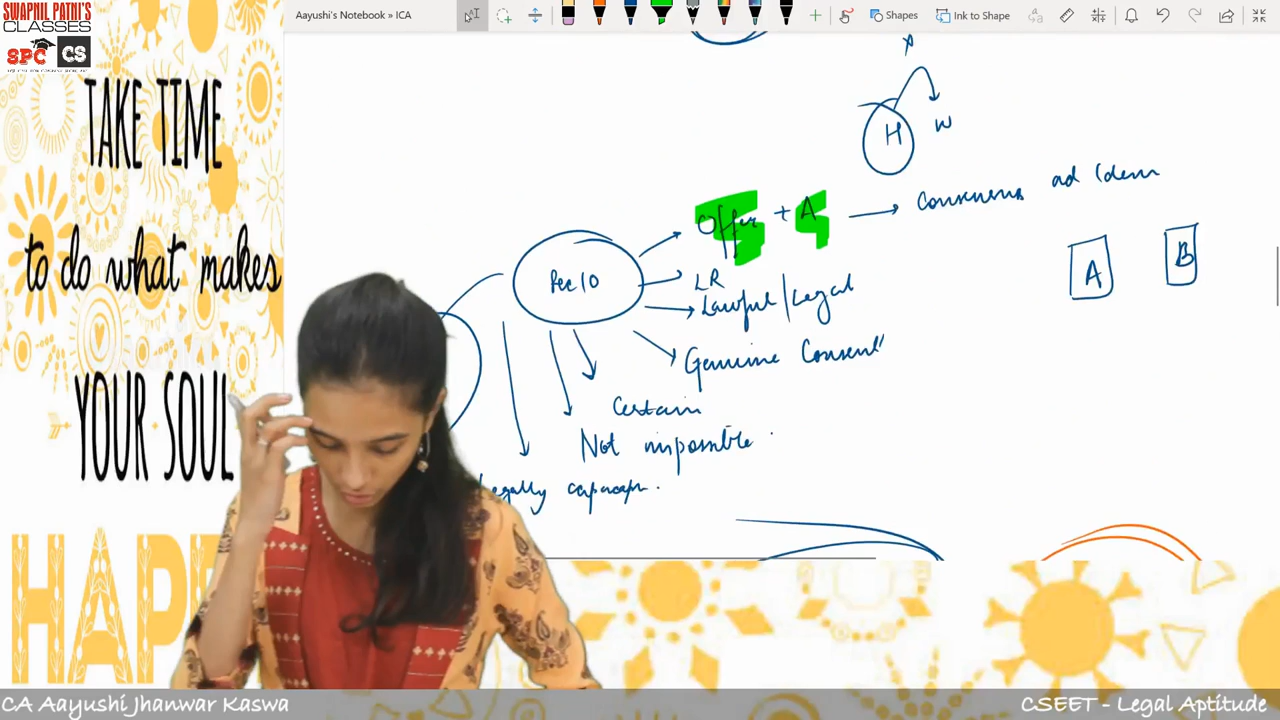 SWAPNIL PATNI'S
CLASSES
SPC CS
Aayushi's Notebook » ICA
Shapes
Ink to Shape
TAKE TIME
to do what makes
YOUR SOUL
HAPP
H
W
Offer + A → Consensus ad idem
A
B
Sec 10
LR
Lawful/Legal
Genuine Consent
Certain
Not impossible
legally
CA Aayushi Jhanwar Kaswa
CSEET - Legal Aptitude